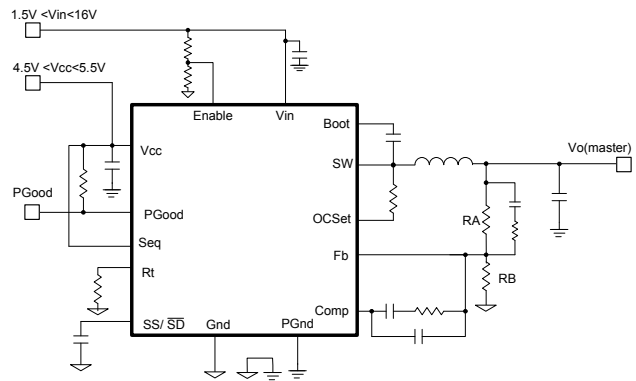 1.5V <Vin<16V
4.5V <Vcc<5.5V
Enable
Vin
Boot
Vcc
SW
Vo(master)
PGood
PGood
OCSet
RA
Seq
Fb
Rt
RB
Comp
SS/ SD
Gnd
PGnd